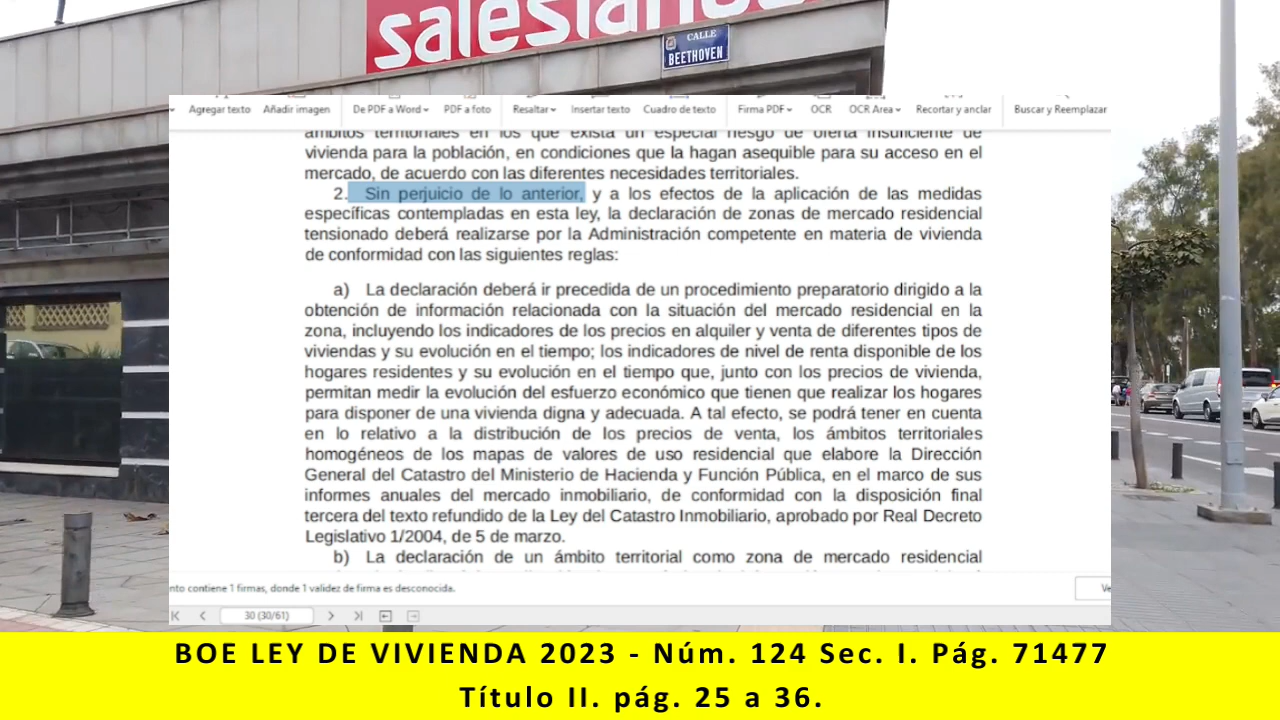 salesianos
CALLE
BEETHOVEN
Agregar texto Añadir imagen De PDF a Word PDF a foto Resaltar Insertar texto Cuadro de texto Firma PDF OCR OCR Area Recortar y anclar Buscar y Reemplazar
ámbitos territoriales en los que exista un especial riesgo de oferta insuficiente de
vivienda para la población, en condiciones que la hagan asequible para su acceso en el
mercado, de acuerdo con las diferentes necesidades territoriales.
2. Sin perjuicio de lo anterior, y a los efectos de la aplicación de las medidas
específicas contempladas en esta ley, la declaración de zonas de mercado residencial
tensionado deberá realizarse por la Administración competente en materia de vivienda
de conformidad con las siguientes reglas:
a) La declaración deberá ir precedida de un procedimiento preparatorio dirigido a la
obtención de información relacionada con la situación del mercado residencial en la
zona, incluyendo los indicadores de los precios en alquiler y venta de diferentes tipos de
viviendas y su evolución en el tiempo; los indicadores de nivel de renta disponible de los
hogares residentes y su evolución en el tiempo que, junto con los precios de vivienda,
permitan medir la evolución del esfuerzo económico que tienen que realizar los hogares
para disponer de una vivienda digna y adecuada. A tal efecto, se podrá tener en cuenta
en lo relativo a la distribución de los precios de venta, los ámbitos territoriales
homogéneos de los mapas de valores de uso residencial que elabore la Dirección
General del Catastro del Ministerio de Hacienda y Función Pública, en el marco de sus
informes anuales del mercado inmobiliario, de conformidad con la disposición final
tercera del texto refundido de la Ley del Catastro Inmobiliario, aprobado por Real Decreto
Legislativo 1/2004, de 5 de marzo.
b) La declaración de un ámbito territorial como zona de mercado residencial
nto contiene 1 firmas, donde 1 validez de firma es desconocida.
Ve
30 (30/61)
BOE LEY DE VIVIENDA 2023 - Núm. 124 Sec. I. Pág. 71477
Título II. pág. 25 a 36.